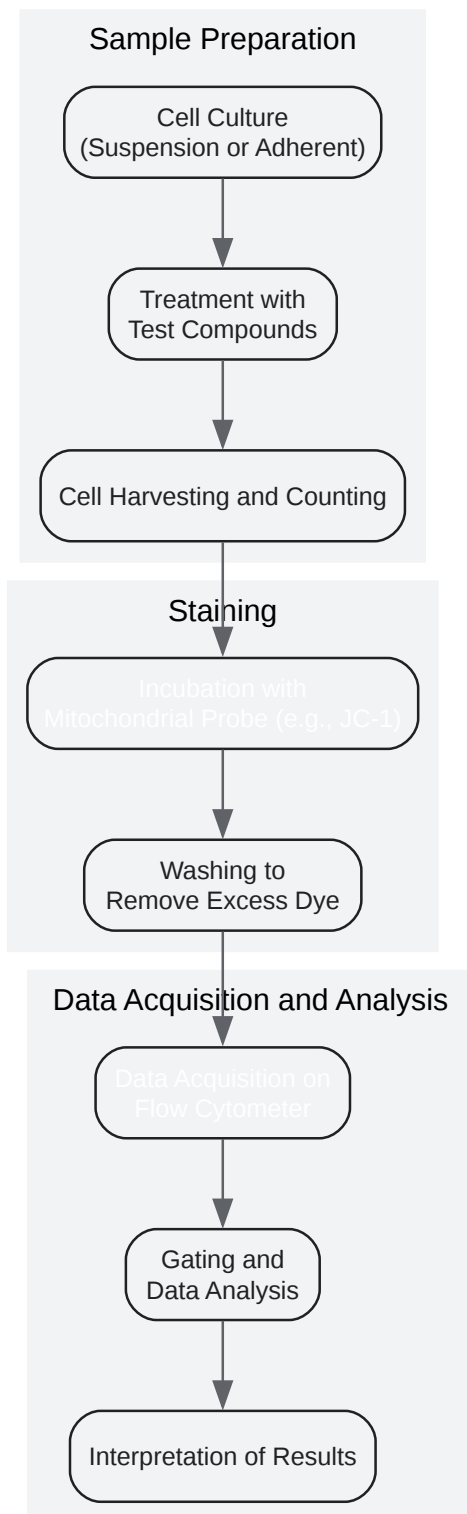 Sample Preparation
Cell Culture
(Suspension or Adherent)
Treatment with
Test Compounds
Cell Harvesting and Counting
Staining
Incubation with
Mitochondrial Probe (e.g., JC-1)
Washing to
Remove Excess Dye
Data Acquisition and Analysis
Data Acquisition on
Flow Cytometer
Gating and
Data Analysis
Interpretation of Results